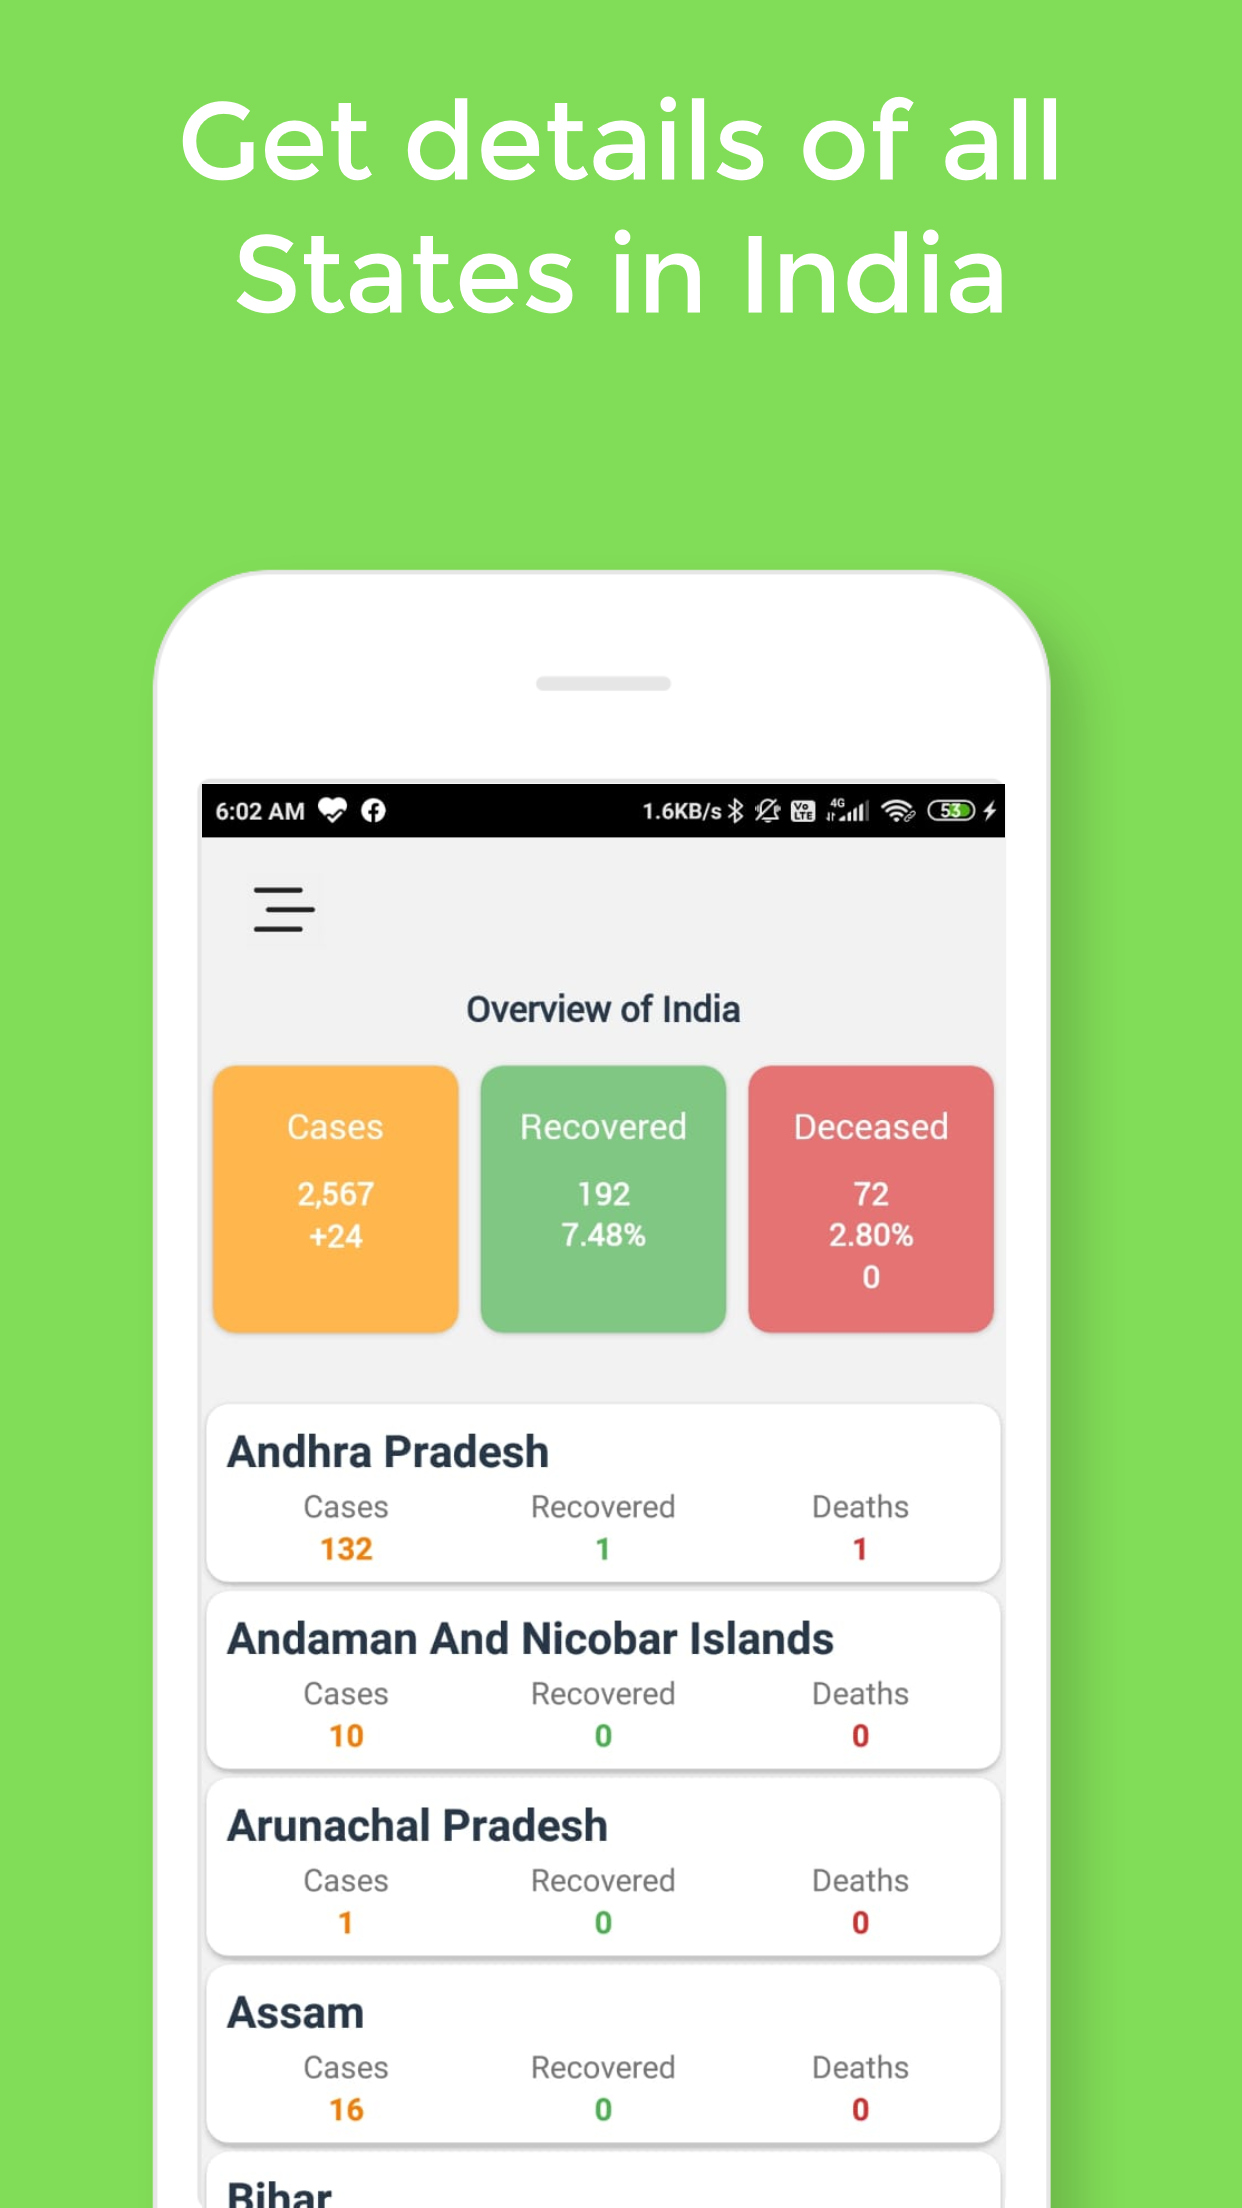 Get details of all
States in India
6:02 AM 1.6KB/s Vo LTE 4G 53
Overview of India
Cases Recovered Deceased
2,567 192 72
+24 7.48% 2.80%
0
Andhra Pradesh
Cases Recovered Deaths
132 1 1
Andaman And Nicobar Islands
Cases Recovered Deaths
10 0 0
Arunachal Pradesh
Cases Recovered Deaths
1 0 0
Assam
Cases Recovered Deaths
16 0 0
Bihar